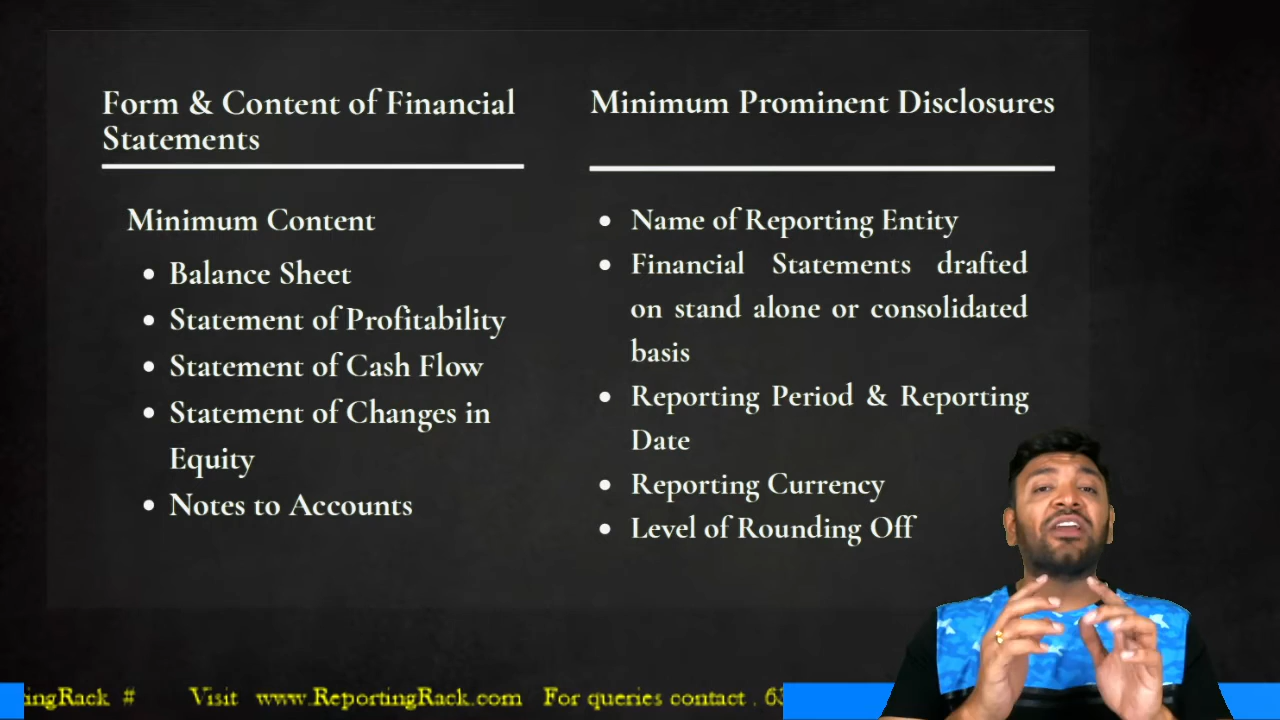 Form & Content of Financial
Statements
Minimum Content
• Balance Sheet
• Statement of Profitability
• Statement of Cash Flow
• Statement of Changes in
Equity
• Notes to Accounts
Minimum Prominent Disclosures
• Name of Reporting Entity
• Financial Statements drafted
on stand alone or consolidated
basis
• Reporting Period & Reporting
Date
• Reporting Currency
• Level of Rounding Off
ingRack # Visit www.ReportingRack.com For queries contact . 63